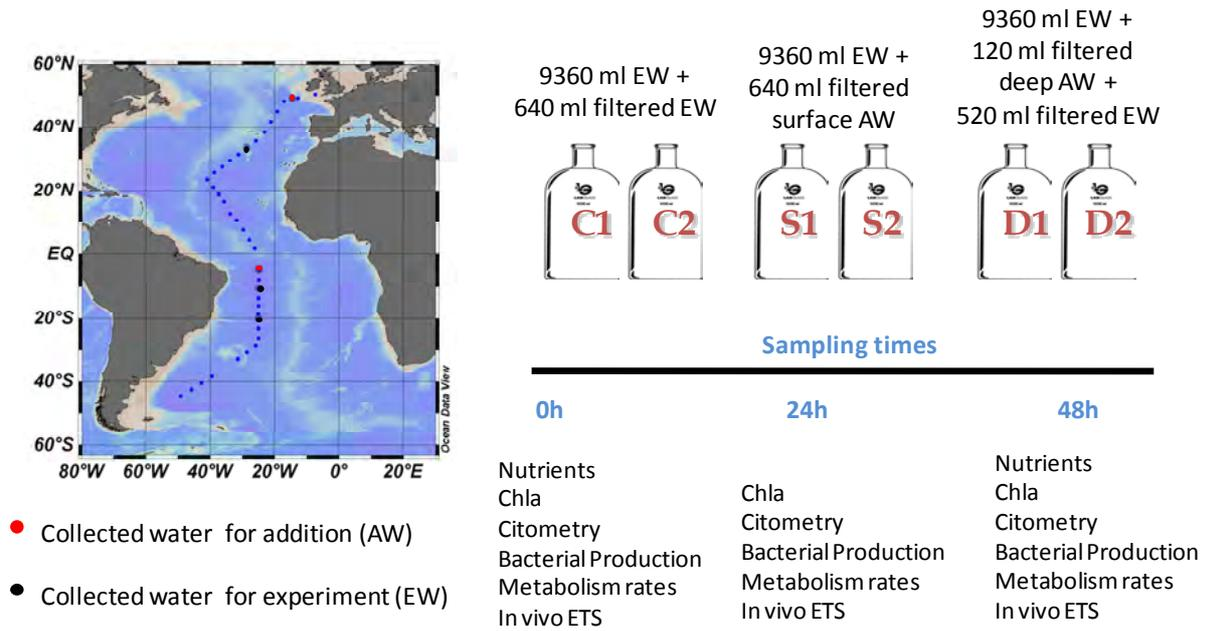 60°N
40°N
20°N
EQ
20°S
40°S
60°S
80°W 60°W 40°W 20°W 0° 20°E
Ocean Data View
Collected water for addition (AW)
Collected water for experiment (EW)
9360 ml EW +
640 ml filtered EW
C1 C2
9360 ml EW +
640 ml filtered
surface AW
S1 S2
9360 ml EW +
120 ml filtered
deep AW +
520 ml filtered EW
D1 D2
Sampling times
0h 24h 48h
Nutrients
Chla
Citometry
Bacterial Production
Metabolism rates
In vivo ETS
Chla
Citometry
Bacterial Production
Metabolism rates
In vivo ETS
Nutrients
Chla
Citometry
Bacterial Production
Metabolism rates
In vivo ETS